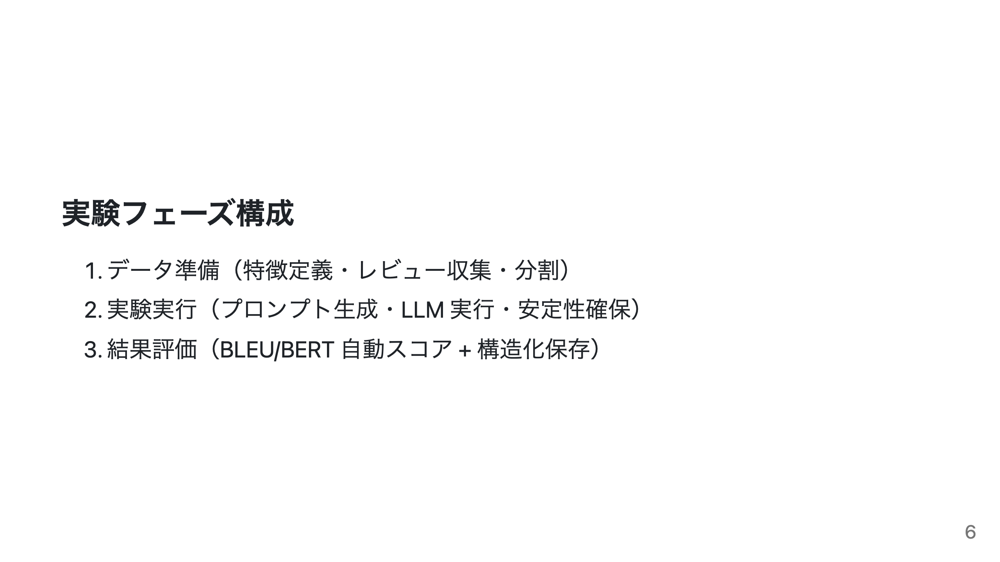 実験フェーズ構成
1. データ準備（特徴定義・レビュー収集・分割）
2. 実験実行（プロンプト生成・LLM 実行・安定性確保）
3. 結果評価（BLEU/BERT 自動スコア + 構造化保存）
6